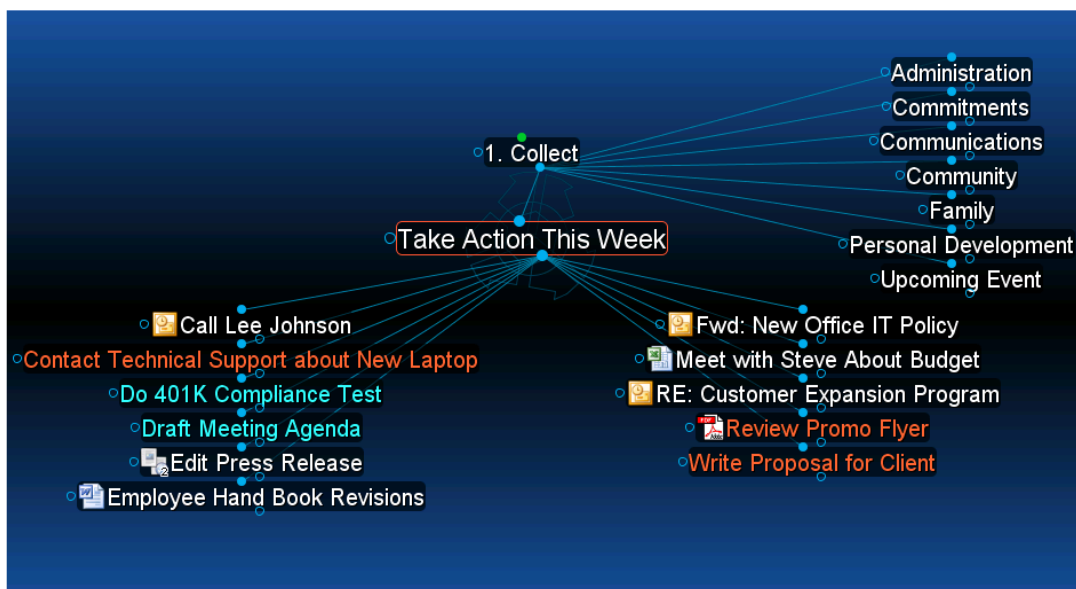 Administration
Commitments
1. Collect
Communications
Community
Family
Take Action This Week
Personal Development
Upcoming Event
Call Lee Johnson
Contact Technical Support about New Laptop
Do 401K Compliance Test
Draft Meeting Agenda
2
Edit Press Release
Employee Hand Book Revisions
Fwd: New Office IT Policy
Meet with Steve About Budget
RE: Customer Expansion Program
PDF
Review Promo Flyer
Write Proposal for Client